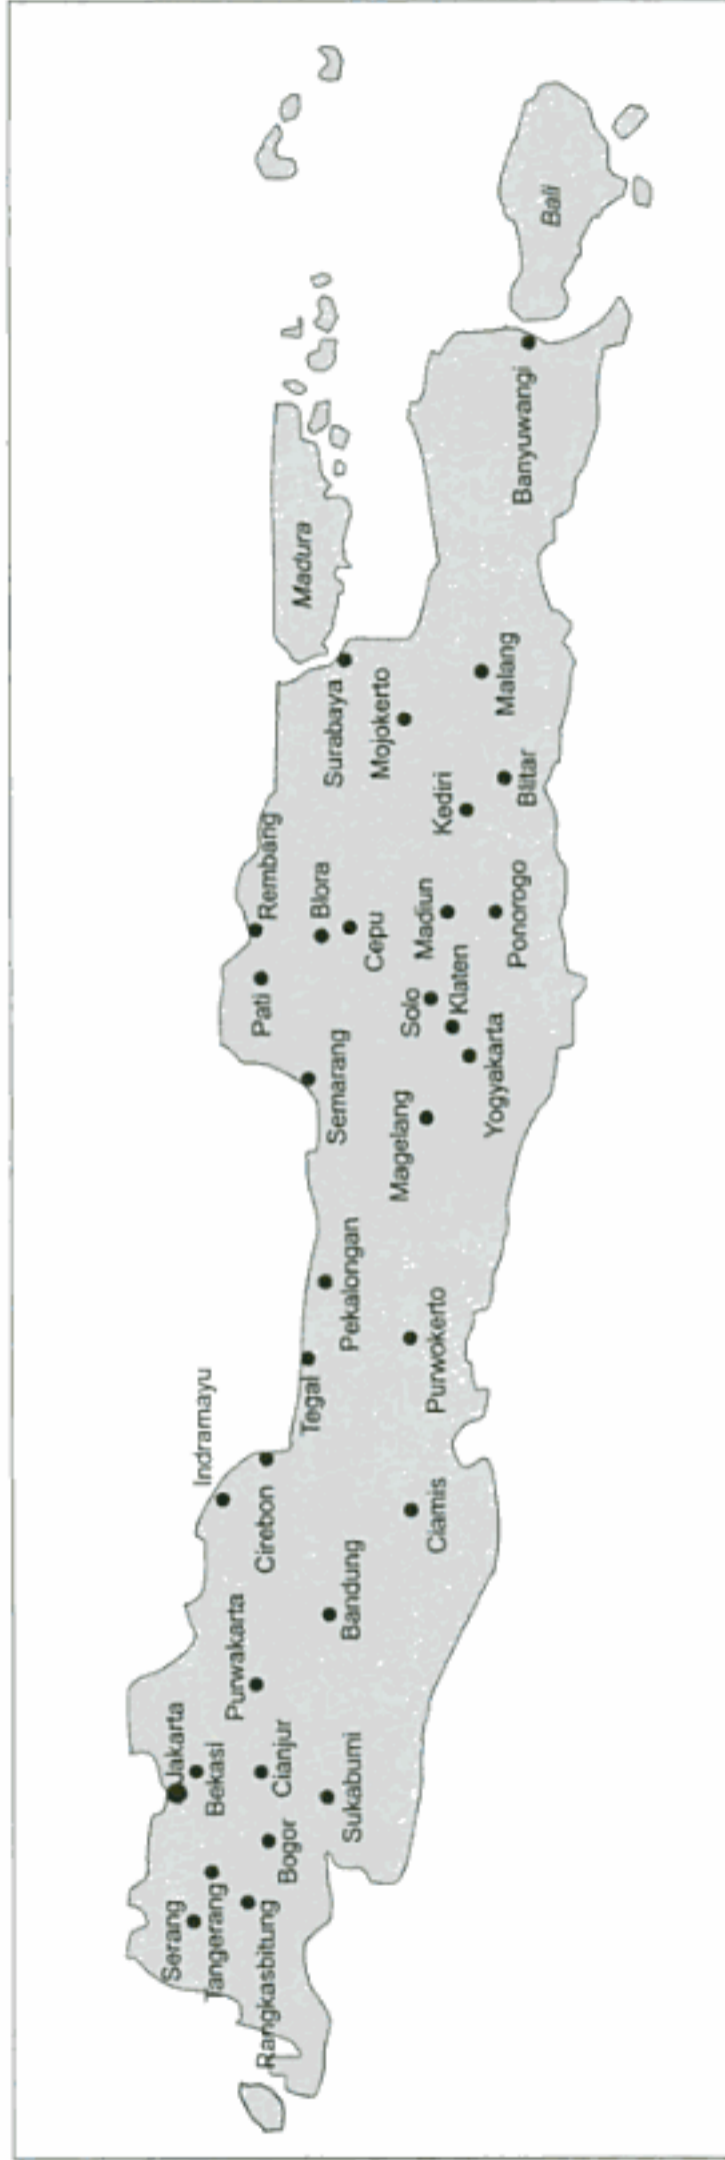 Serang
Tangerang
Rangkasbitung
Jakarta
Bekasi
Bogor
Cianjur
Sukabumi
Purwakarta
Bandung
Indramayu
Cirebon
Ciamis
Tegal
Pekalongan
Purwokerto
Semarang
Magelang
Yogyakarta
Klaten
Solo
Pati
Rembang
Blora
Cepu
Madiun
Ponorogo
Kediri
Blitar
Surabaya
Mojokerto
Malang
Madura
Banyuwangi
Bali